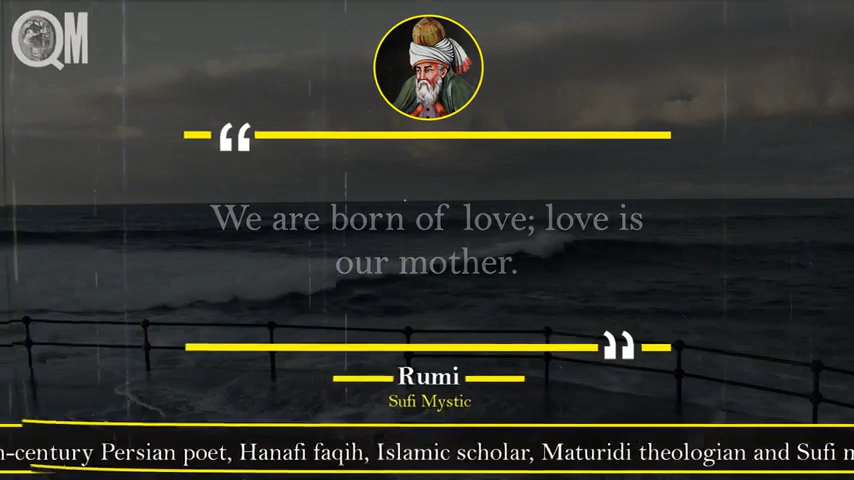 QM
“
We are born of love; love is
our mother.
”
Rumi
Sufi Mystic
-century Persian poet, Hanafi faqih, Islamic scholar, Maturidi theologian and Sufi